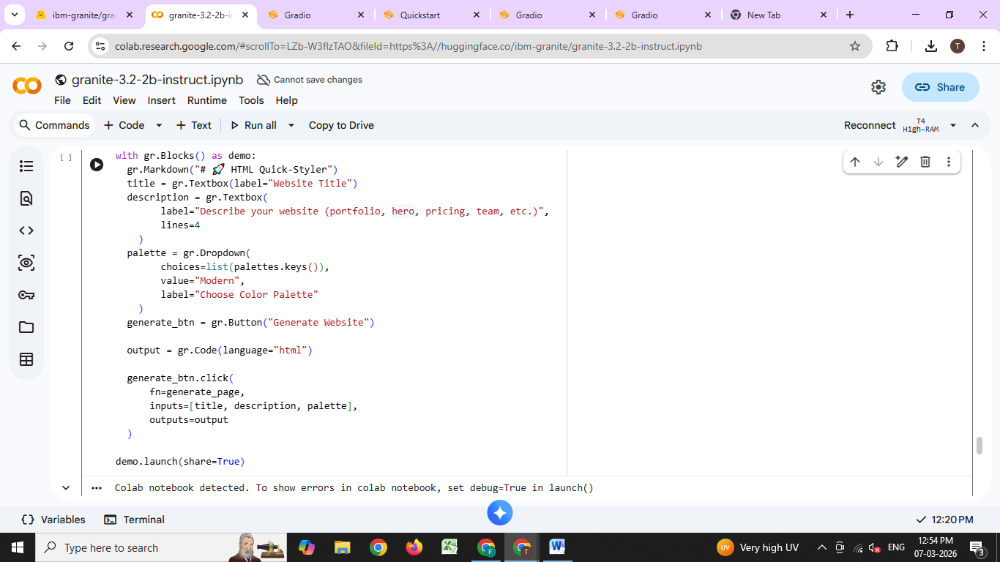 ibm-granite/gra
granite-3.2-2b-i
Gradio
Quickstart
Gradio
Gradio
New Tab
colab.research.google.com/#scrollTo=LZb-W3flzTAO&fileId=https%3A//huggingface.co/ibm-granite/granite-3.2-2b-instruct.ipynb
T
CO
granite-3.2-2b-instruct.ipynb
Cannot save changes
Share
File Edit View Insert Runtime Tools Help
Commands + Code + Text Run all Copy to Drive
Reconnect T4 High-RAM
[ ]
with gr.Blocks() as demo:
gr.Markdown("# 🚀 HTML Quick-Styler")
title = gr.Textbox(label="Website Title")
description = gr.Textbox(
label="Describe your website (portfolio, hero, pricing, team, etc.)",
lines=4
)
palette = gr.Dropdown(
choices=list(palettes.keys()),
value="Modern",
label="Choose Color Palette"
)
generate_btn = gr.Button("Generate Website")
output = gr.Code(language="html")
generate_btn.click(
fn=generate_page,
inputs=[title, description, palette],
outputs=output
)
demo.launch(share=True)
Colab notebook detected. To show errors in colab notebook, set debug=True in launch()
Variables Terminal
12:20 PM
Type here to search
UV Very high UV
ENG
12:54 PM
07-03-2026
3